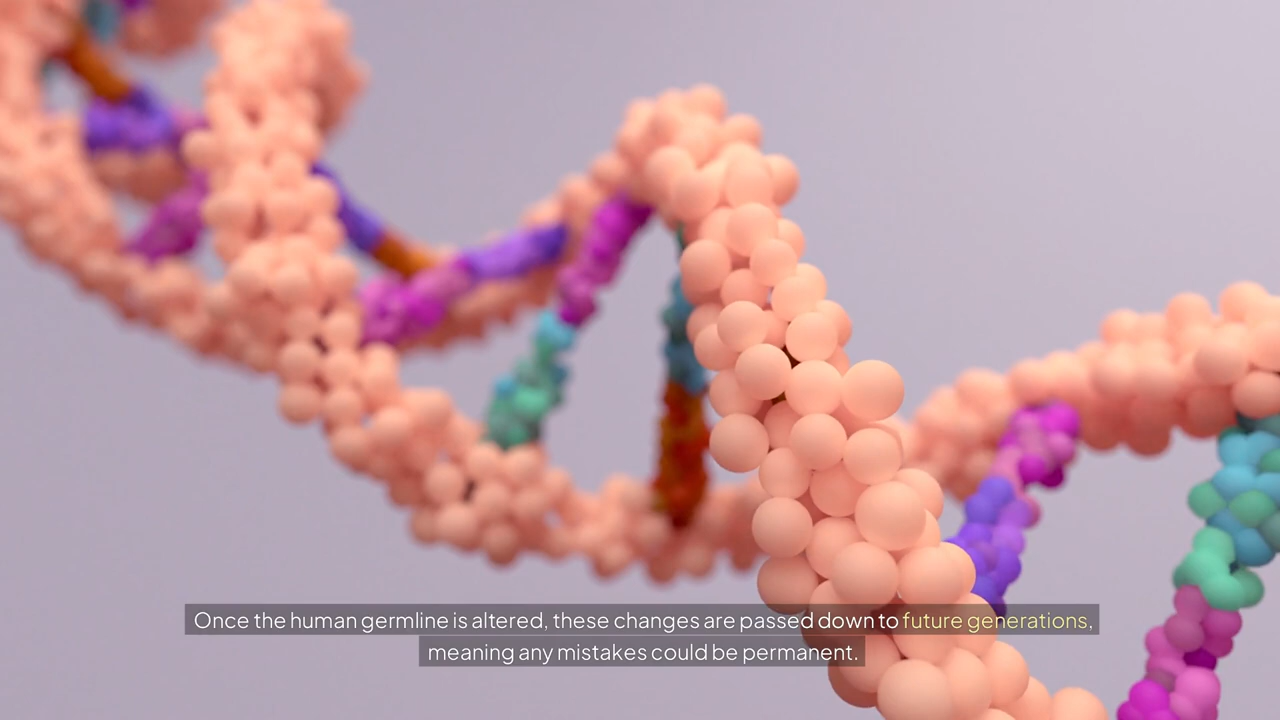 Once the human germline is altered, these changes are passed down to future generations,
meaning any mistakes could be permanent.